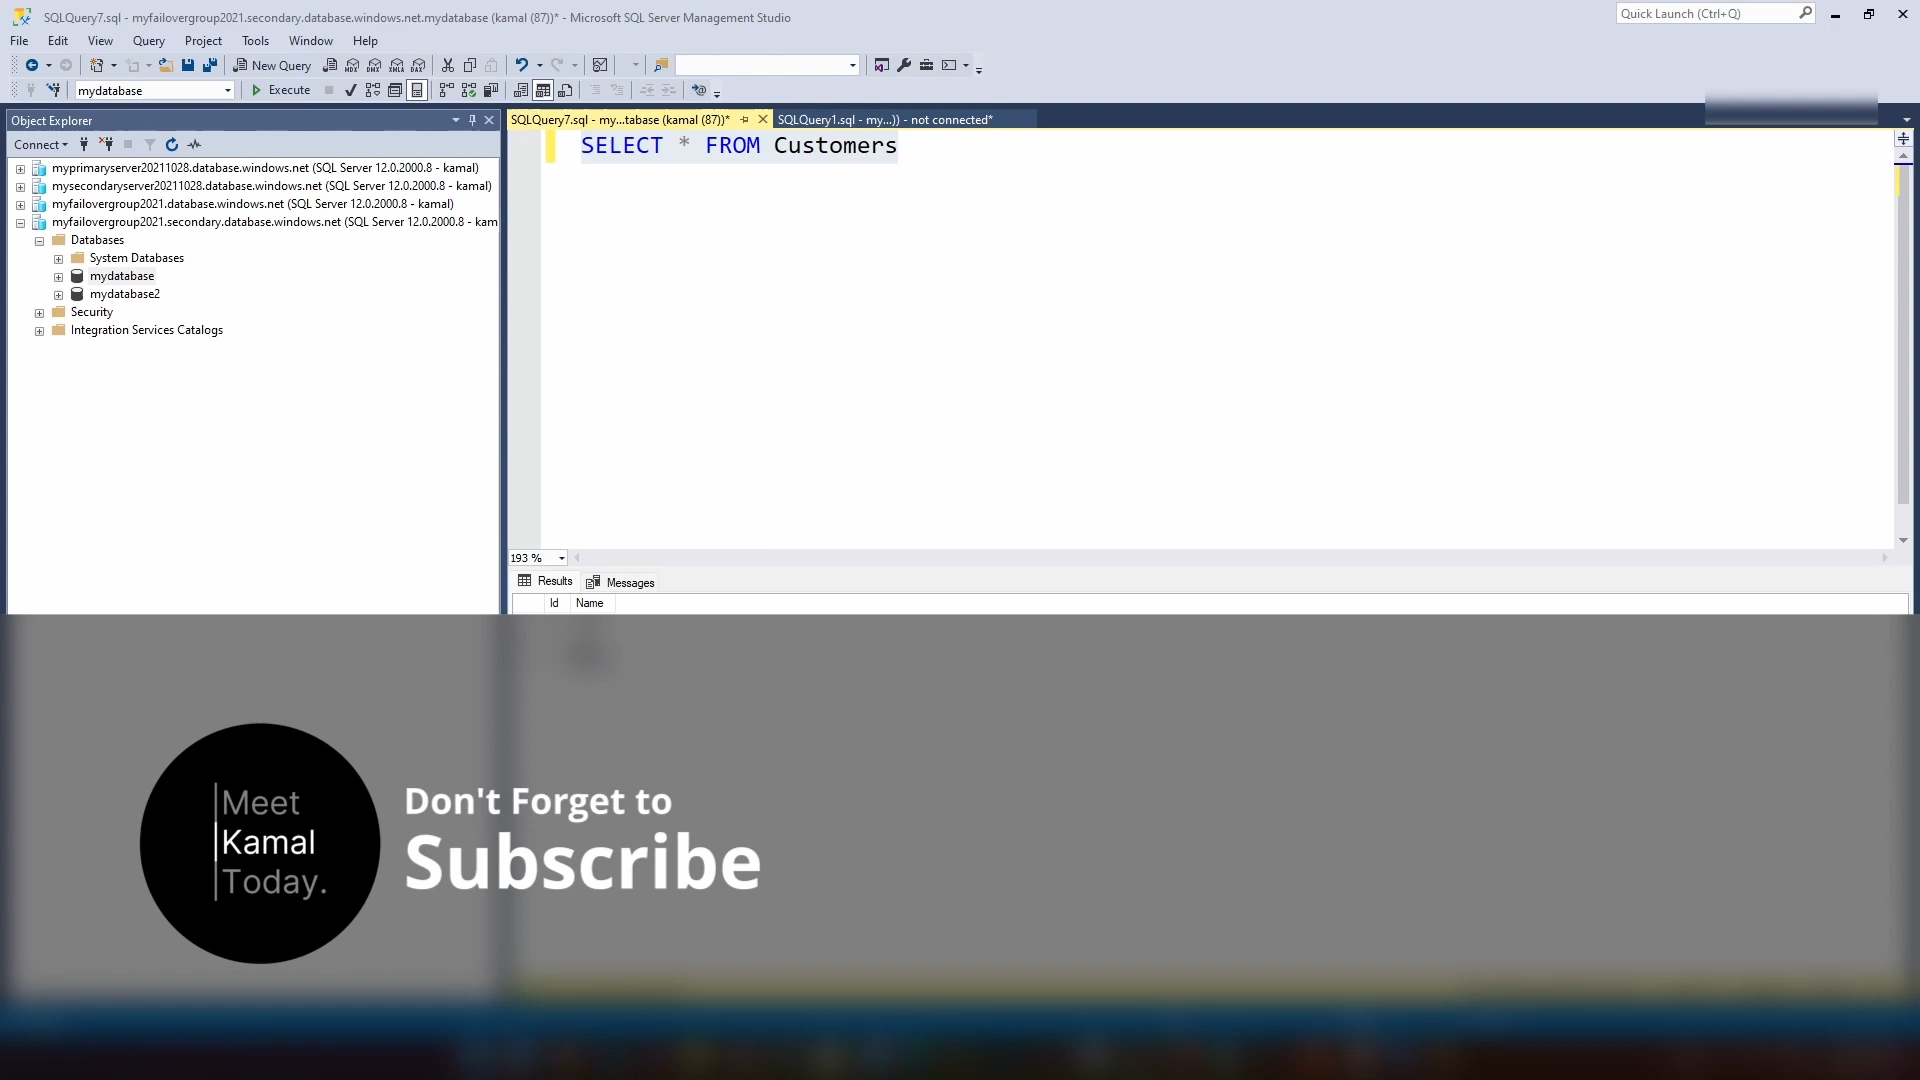 SQLQuery7.sql - myfailovergroup2021.secondary.database.windows.net.mydatabase (kamal (87))* - Microsoft SQL Server Management Studio
Quick Launch (Ctrl+Q)
File Edit View Query Project Tools Window Help
New Query
mydatabase
Execute
Object Explorer
SQLQuery7.sql - my...tabase (kamal (87))*
SQLQuery1.sql - my...)) - not connected*
Connect
SELECT * FROM Customers
myprimaryserver20211028.database.windows.net (SQL Server 12.0.2000.8 - kamal)
mysecondaryserver20211028.database.windows.net (SQL Server 12.0.2000.8 - kamal)
myfailovergroup2021.database.windows.net (SQL Server 12.0.2000.8 - kamal)
myfailovergroup2021.secondary.database.windows.net (SQL Server 12.0.2000.8 - kam
Databases
System Databases
mydatabase
mydatabase2
Security
Integration Services Catalogs
193 %
Results Messages
Id Name
Meet
Kamal
Today.
Don't Forget to
Subscribe